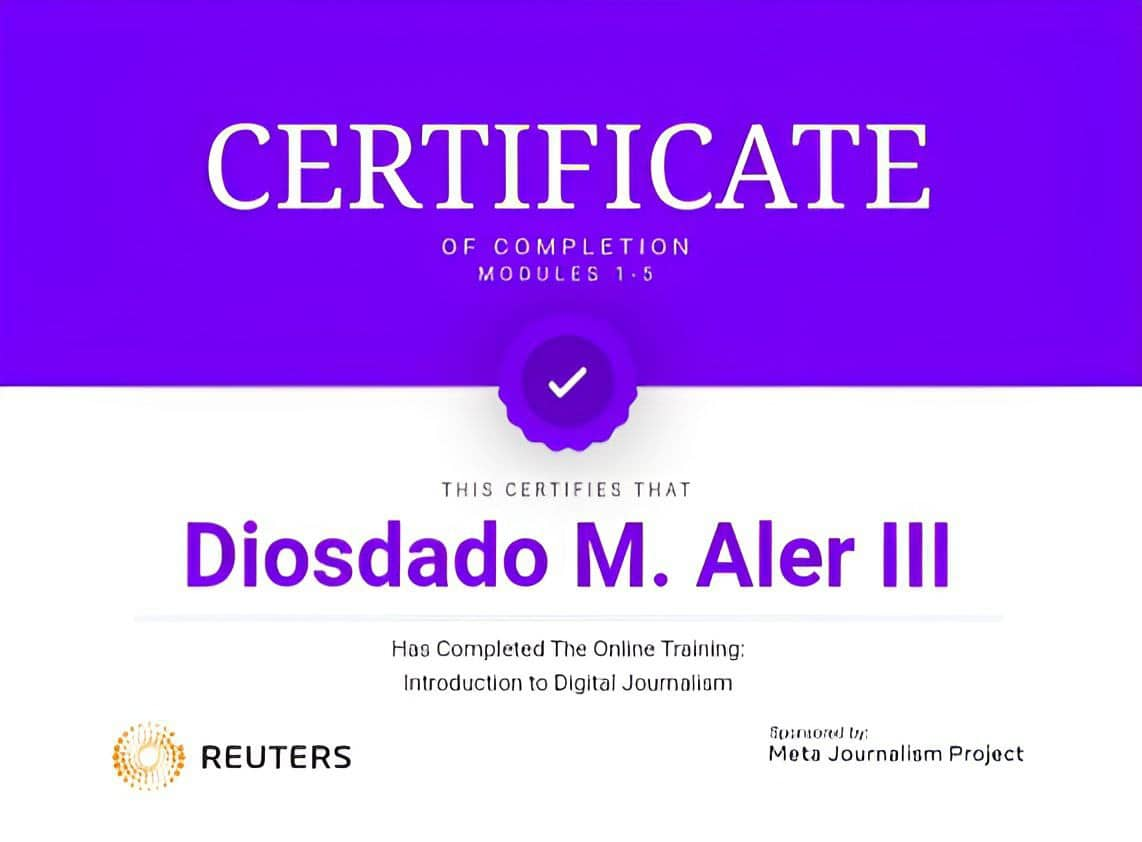 CERTIFICATE
OF COMPLETION
MODULES 1-5
THIS CERTIFIES THAT
Diosdado M. Aler III
Has Completed The Online Training:
Introduction to Digital Journalism
REUTERS
Sponsored by:
Meta Journalism Project